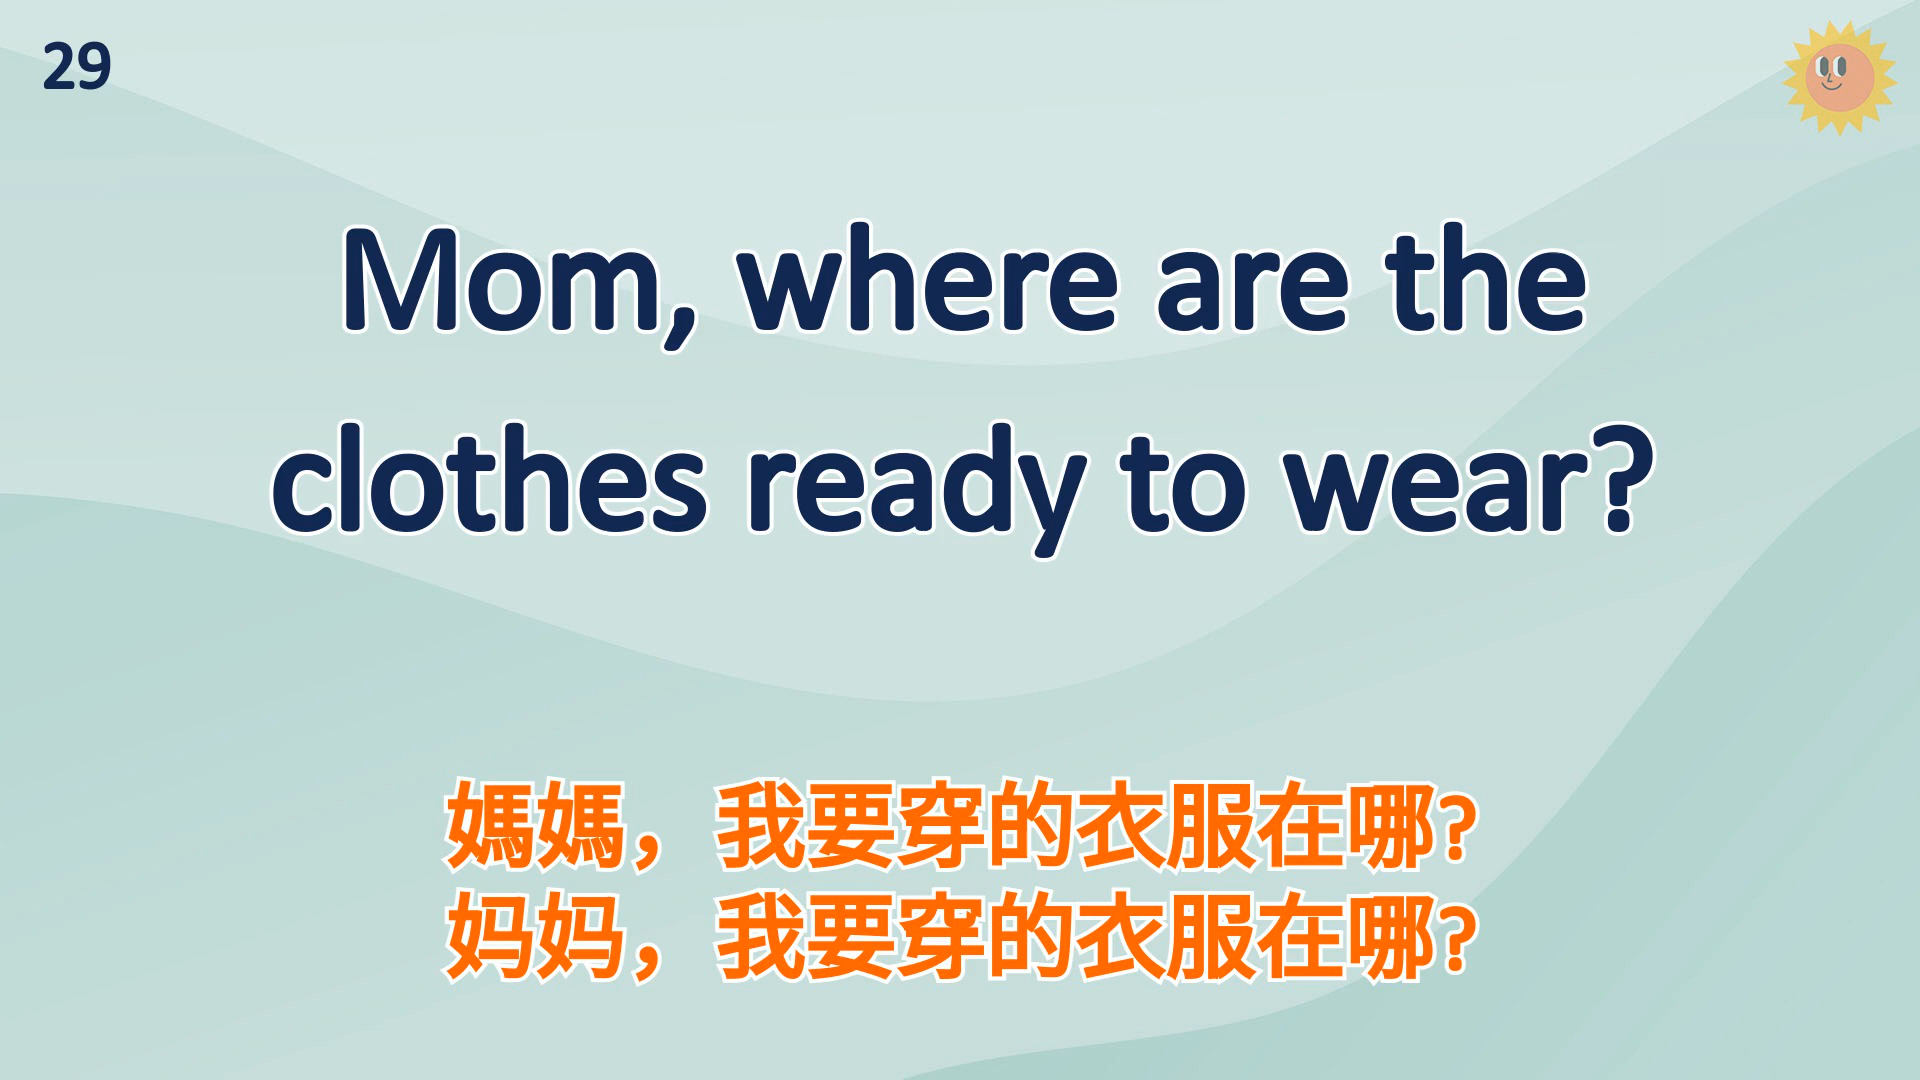 29
Mom, where are the
clothes ready to wear?
媽媽，我要穿的衣服在哪?
妈妈，我要穿的衣服在哪?